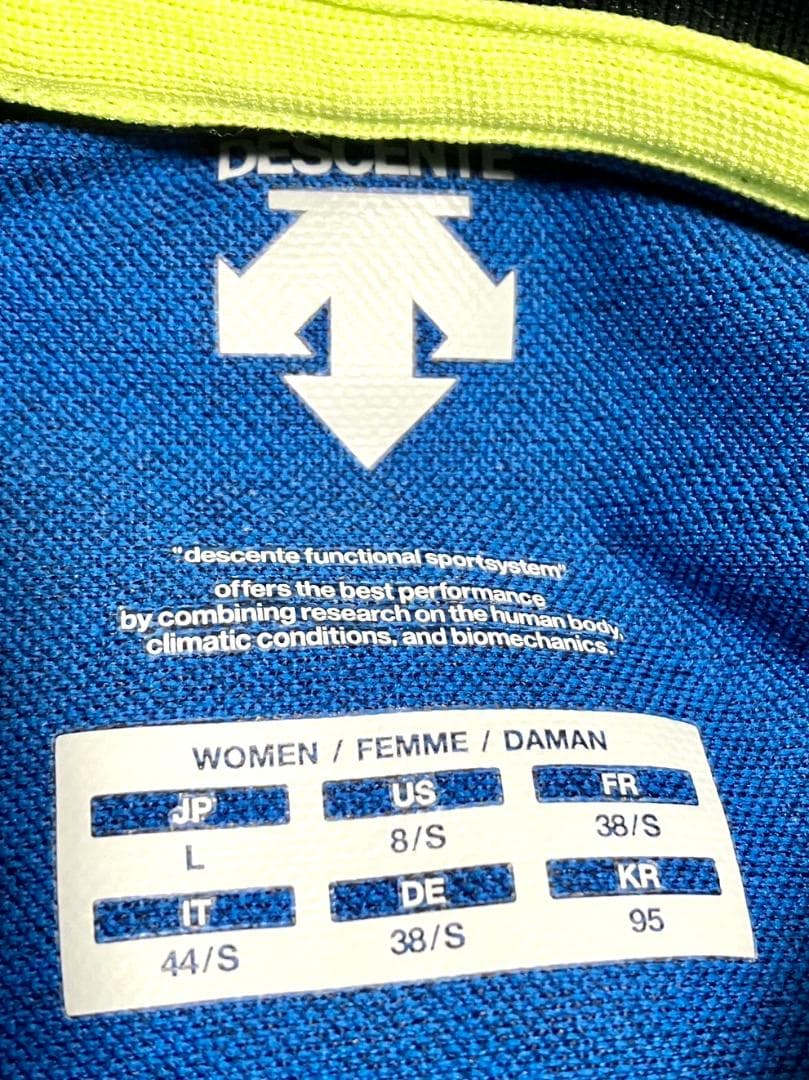 DESCENTE
"descente functional sportsystem"
offers the best performance
by combining research on the human body,
climatic conditions, and biomechanics.
WOMEN / FEMME / DAMAN
JP US FR
L 8/S 38/S
IT DE KR
44/S 38/S 95